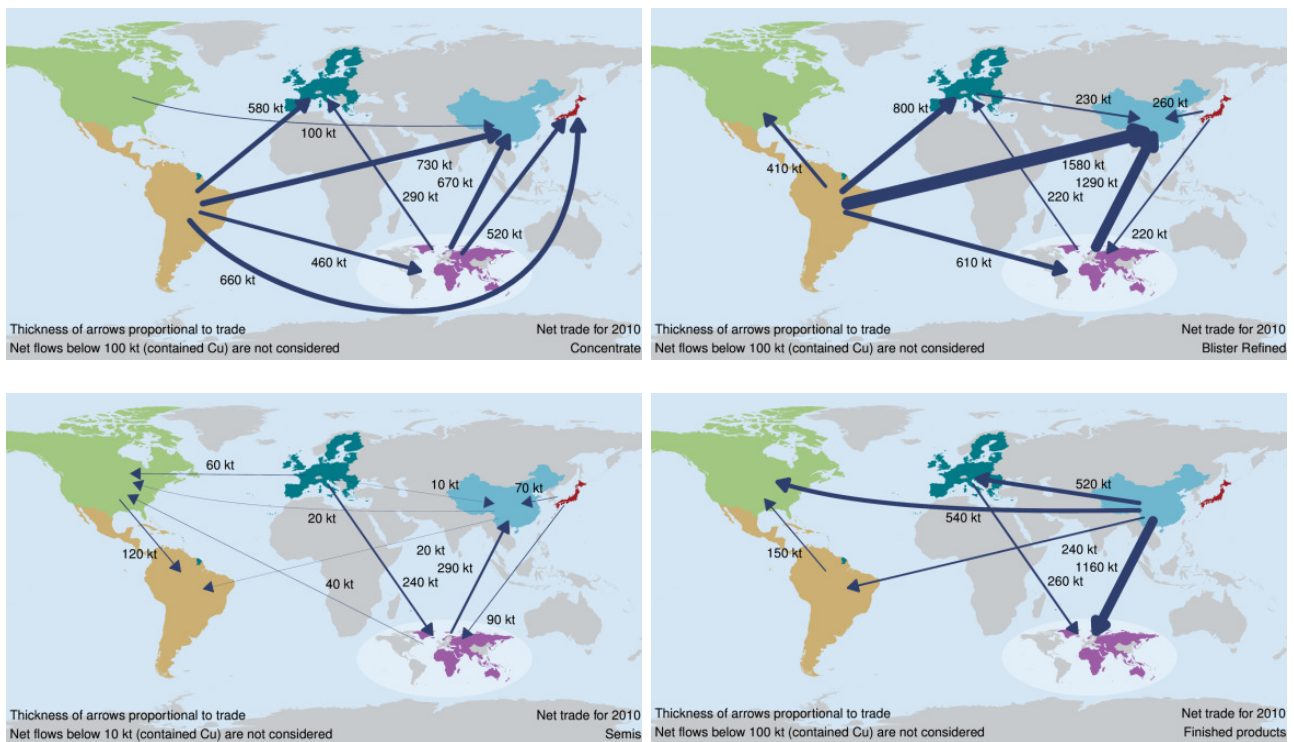 580 kt
100 kt
730 kt
670 kt
290 kt
520 kt
460 kt
660 kt
Thickness of arrows proportional to trade
Net trade for 2010
Net flows below 100 kt (contained Cu) are not considered
Concentrate
800 kt
230 kt
260 kt
410 kt
1580 kt
1290 kt
220 kt
220 kt
610 kt
Thickness of arrows proportional to trade
Net trade for 2010
Net flows below 100 kt (contained Cu) are not considered
Blister Refined
60 kt
10 kt
70 kt
20 kt
120 kt
20 kt
290 kt
240 kt
40 kt
90 kt
Thickness of arrows proportional to trade
Net trade for 2010
Net flows below 10 kt (contained Cu) are not considered
Semis
520 kt
540 kt
150 kt
240 kt
1160 kt
260 kt
Thickness of arrows proportional to trade
Net trade for 2010
Net flows below 100 kt (contained Cu) are not considered
Finished products